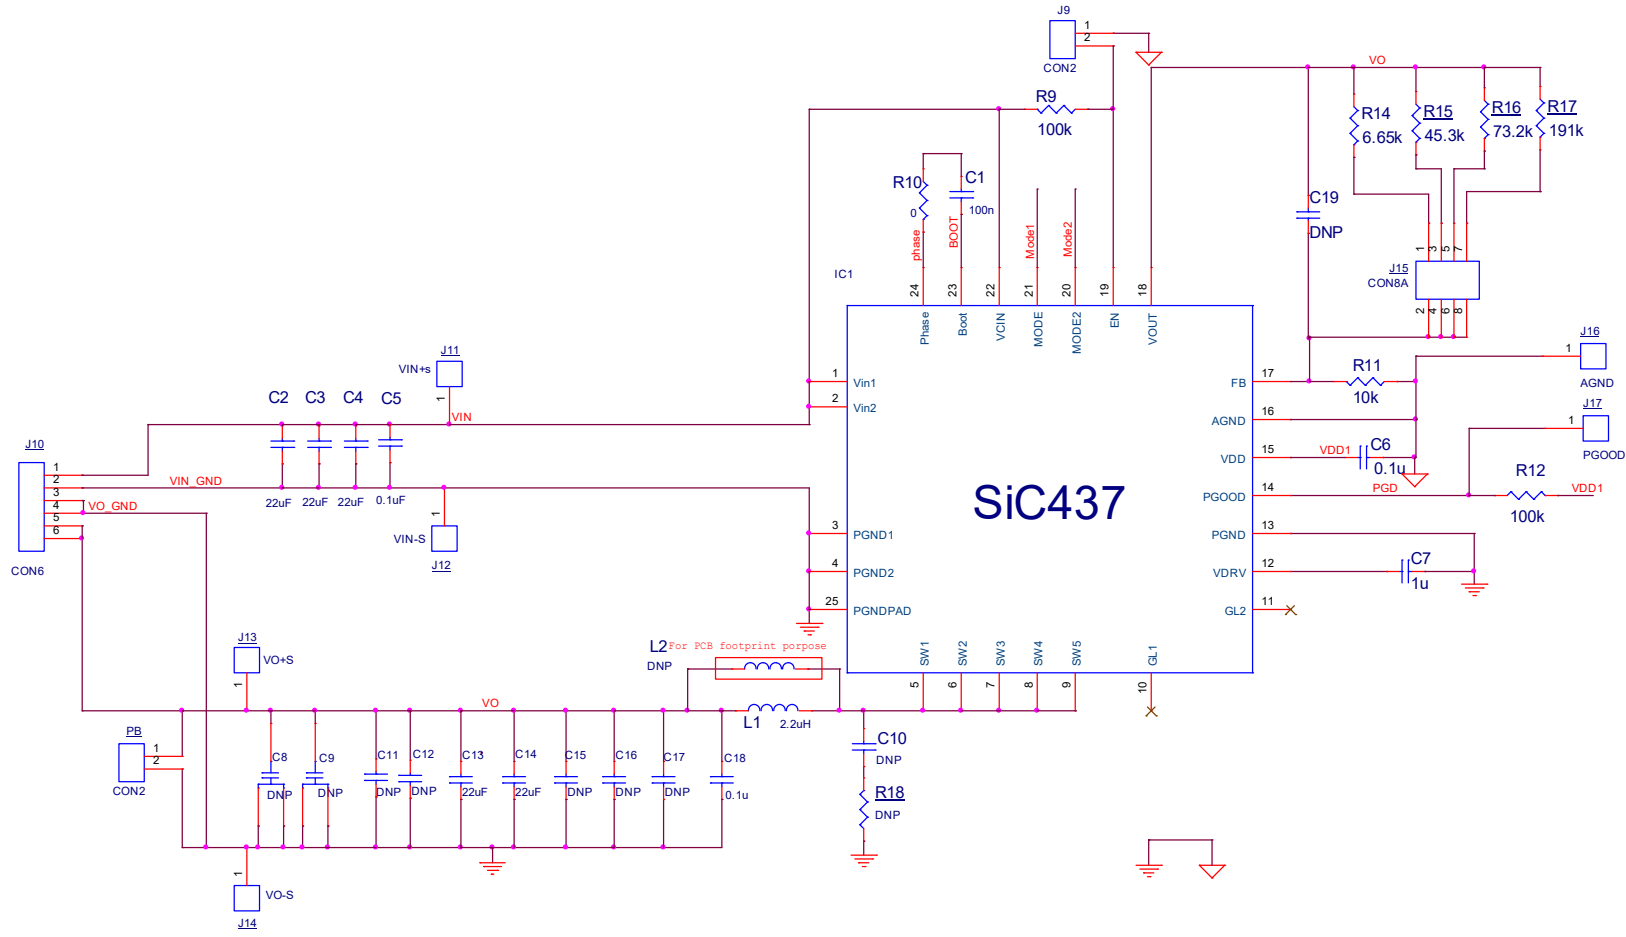 J9
1
2
CON2
VO
R9
100k
R14
6.65k
R15
45.3k
R16
73.2k
R17
191k
R10
0
C1
100n
phase
BOOT
Mode1
Mode2
C19
DNP
1
3
5
7
J15
CON8A
2
4
6
8
IC1
24
23
22
21
20
19
18
Phase
Boot
VCIN
MODE
MODE2
EN
VOUT
J16
1
AGND
J11
VIN+s
1
VIN
1
Vin1
2
Vin2
FB
17
R11
10k
AGND
16
J17
1
PGOOD
C2
C3
C4
C5
22uF
22uF
22uF
0.1uF
J10
1
2
3
4
5
6
CON6
VIN_GND
VO_GND
VDD
15
VDD1
C6
0.1u
SiC437
PGOOD
14
PGD
R12
100k
VDD1
1
VIN-S
J12
3
PGND1
4
PGND2
25
PGNDPAD
PGND
13
VDRV
12
C7
1u
GL2
11
SW1
SW2
SW3
SW4
SW5
GL1
5
6
7
8
9
10
J13
VO+S
1
L2
For PCB footprint porpose
DNP
VO
L1
2.2uH
PB
1
2
CON2
C8
DNP
C9
DNP
C11
DNP
C12
DNP
C13
22uF
C14
22uF
C15
DNP
C16
DNP
C17
DNP
C18
0.1u
C10
DNP
R18
DNP
1
VO-S
J14